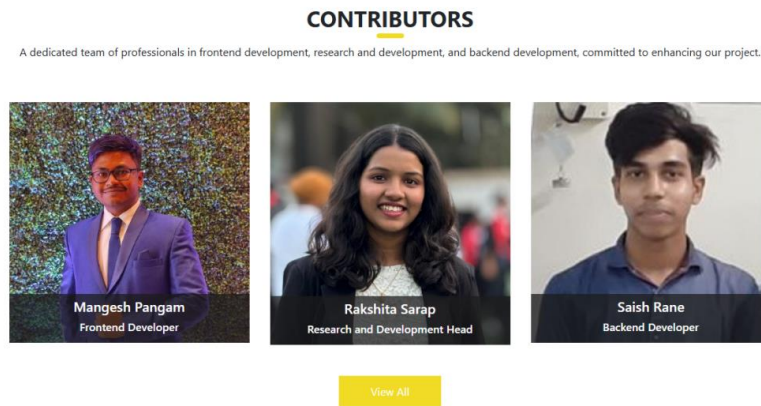 CONTRIBUTORS
A dedicated team of professionals in frontend development, research and development, and backend development, committed to enhancing our project.
Mangesh Pangam
Frontend Developer
Rakshita Sarap
Research and Development Head
Saish Rane
Backend Developer
View All